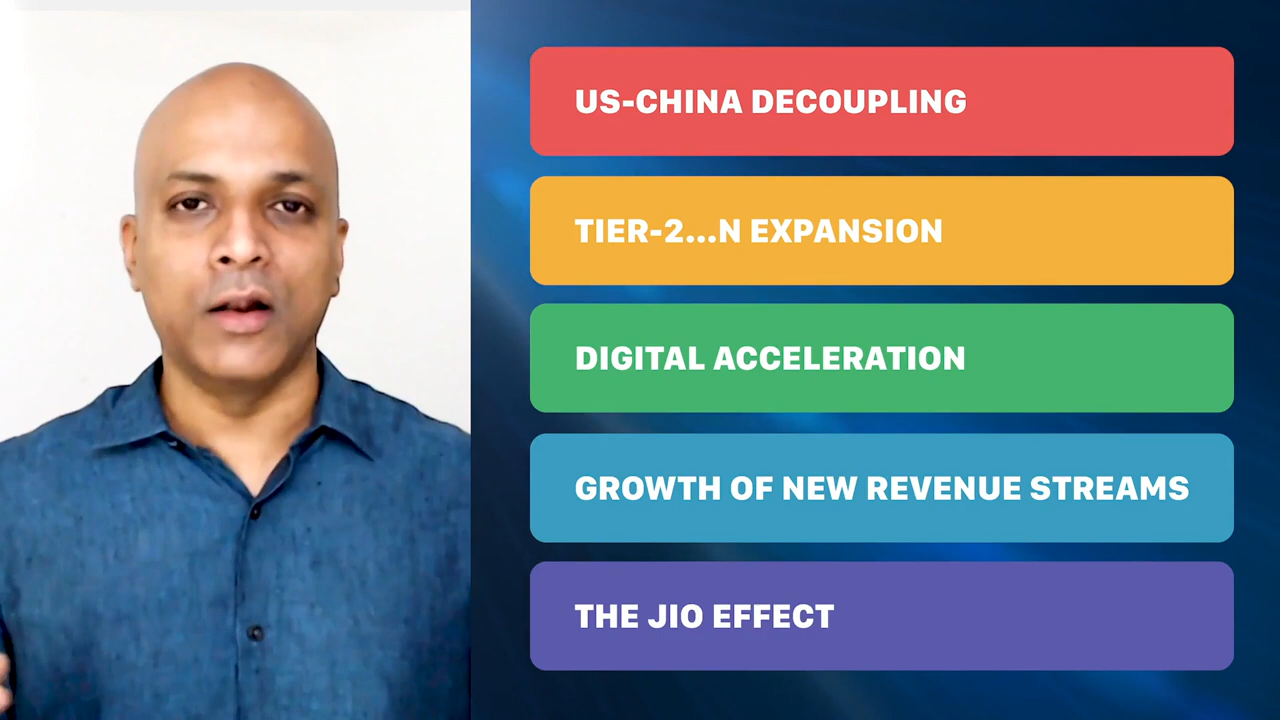 US-CHINA DECOUPLING
TIER-2...N EXPANSION
DIGITAL ACCELERATION
GROWTH OF NEW REVENUE STREAMS
THE JIO EFFECT